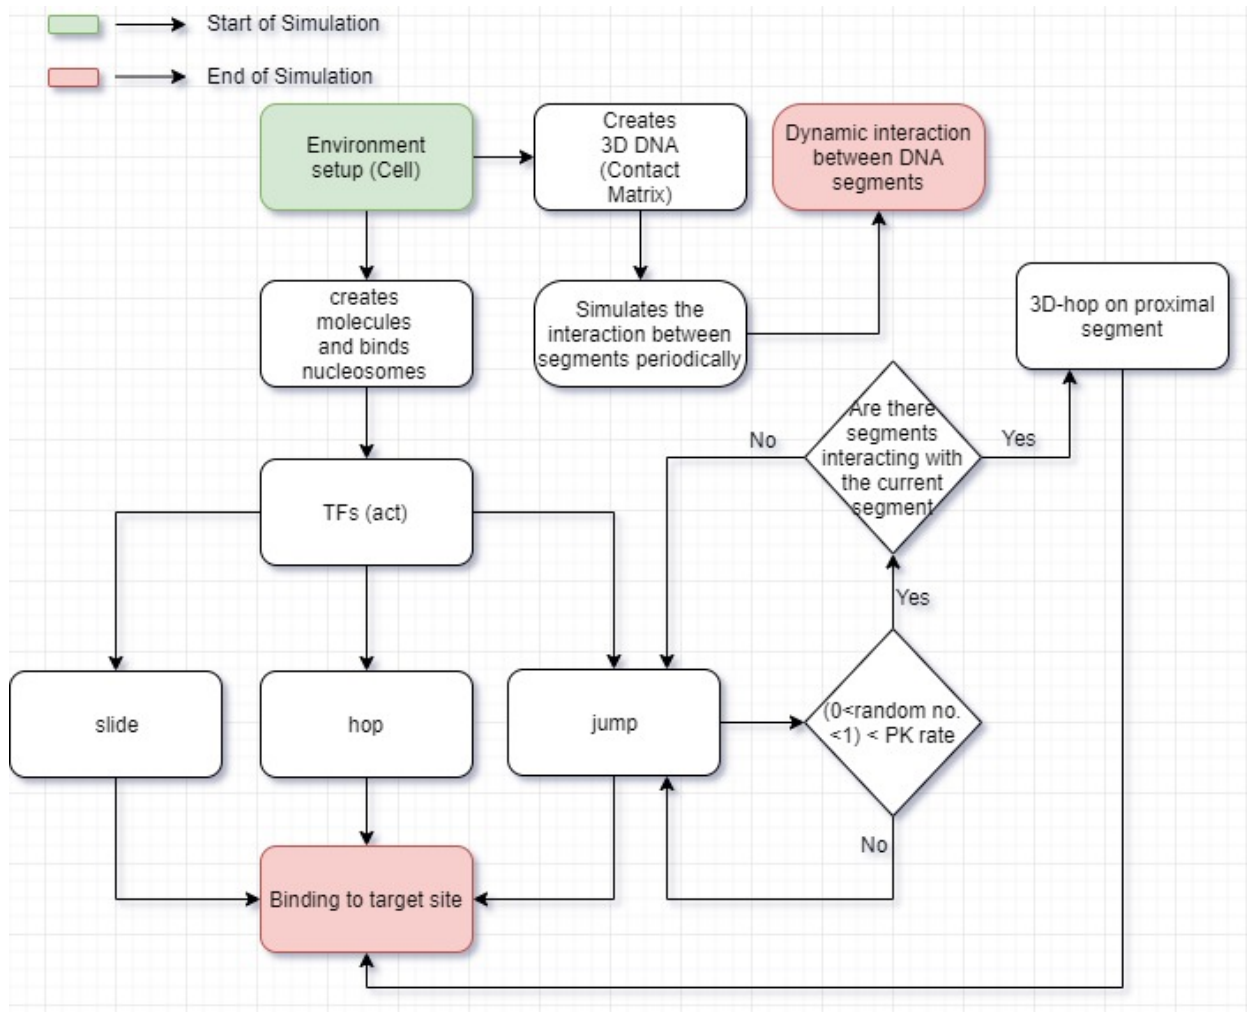 Start of Simulation
End of Simulation
Environment
setup (Cell)
Creates
3D DNA
(Contact
Matrix)
Dynamic interaction
between DNA
segments
creates
molecules
and binds
nucleosomes
Simulates the
interaction between
segments periodically
3D-hop on proximal
segment
Are there
segments
interacting with
the current
segment
No
Yes
TFs (act)
Yes
slide
hop
jump
(0<random no.
<1) < PK rate
No
Binding to target site